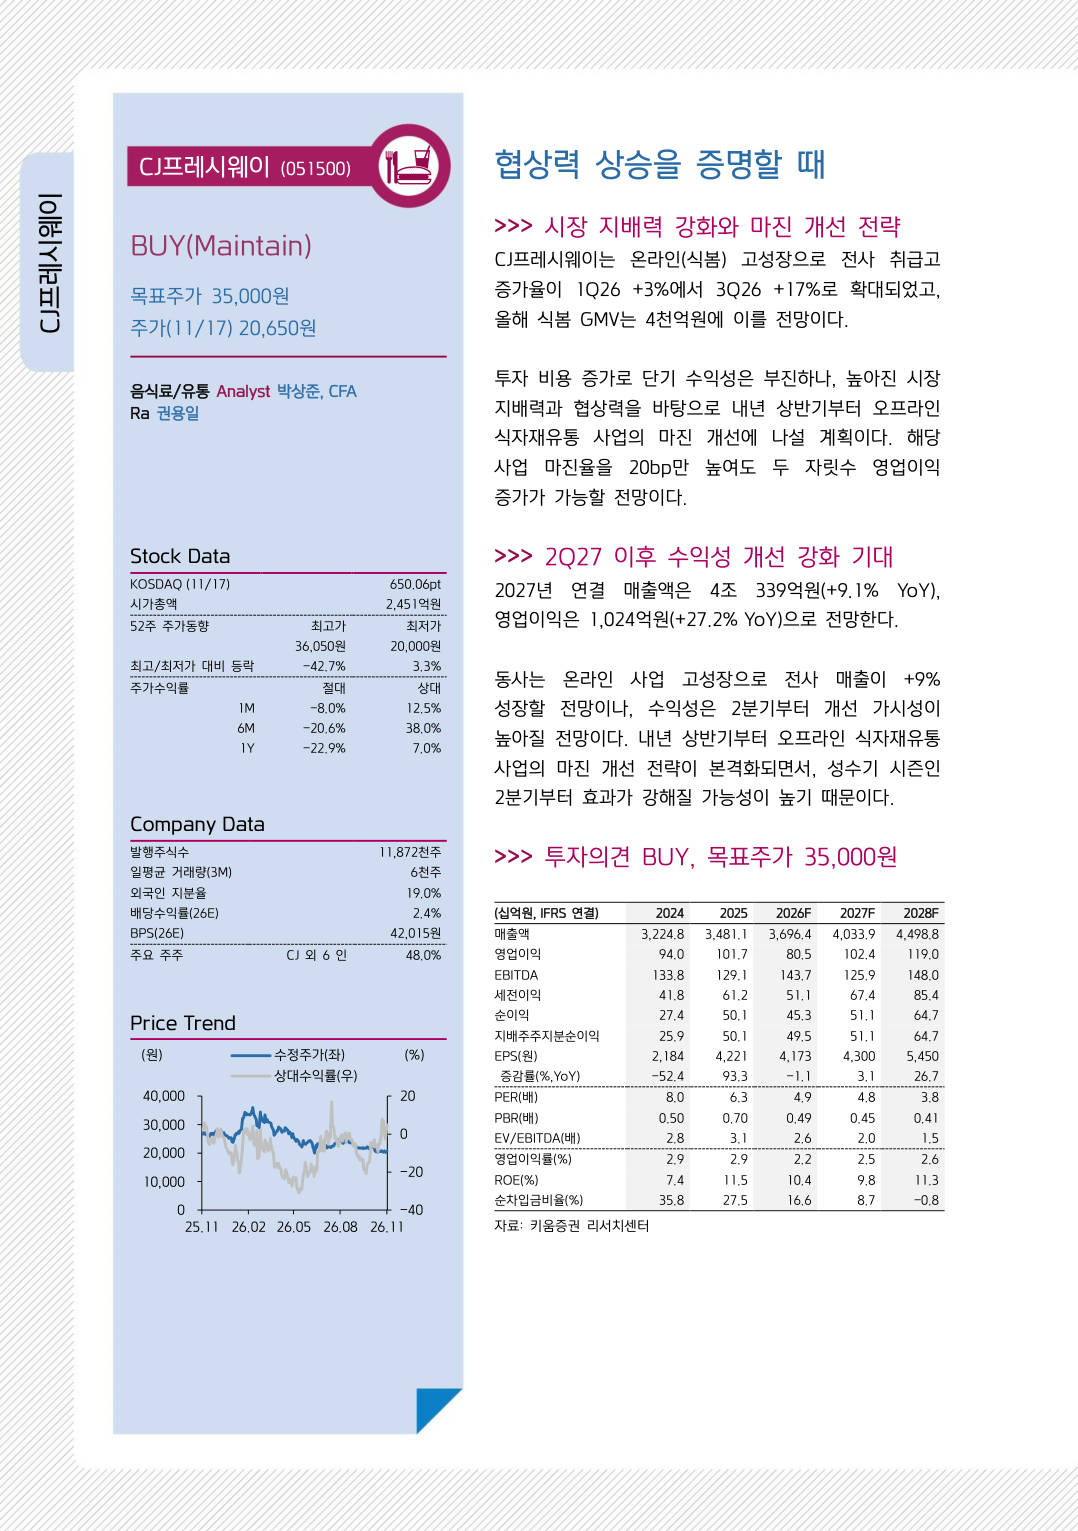 CJ프레시웨이
CJ프레시웨이 (051500)
BUY(Maintain)
목표주가 35,000원
주가(11/17) 20,650원
음식료/유통 Analyst 박상준, CFA
Ra 권용일
Stock Data
KOSDAQ (11/17) 650.06pt
시가총액 2,451억원
52주 주가동향 최고가 최저가
36,050원 20,000원
최고/최저가 대비 등락 -42.7% 3.3%
주가수익률 절대 상대
1M -8.0% 12.5%
6M -20.6% 38.0%
1Y -22.9% 7.0%
Company Data
발행주식수 11,872천주
일평균 거래량(3M) 6천주
외국인 지분율 19.0%
배당수익률(26E) 2.4%
BPS(26E) 42,015원
주요 주주 CJ 외 6 인 48.0%
Price Trend
(원) 수정주가(좌) (%)
상대수익률(우)
40,000 20
30,000 0
20,000 -20
10,000 -40
0
25.11 26.02 26.05 26.08 26.11
협상력 상승을 증명할 때
>>> 시장 지배력 강화와 마진 개선 전략
CJ프레시웨이는 온라인(식봄) 고성장으로 전사 취급고
증가율이 1Q26 +3%에서 3Q26 +17%로 확대되었고,
올해 식봄 GMV는 4천억원에 이를 전망이다.
투자 비용 증가로 단기 수익성은 부진하나, 높아진 시장
지배력과 협상력을 바탕으로 내년 상반기부터 오프라인
식자재유통 사업의 마진 개선에 나설 계획이다. 해당
사업 마진율을 20bp만 높여도 두 자릿수 영업이익
증가가 가능할 전망이다.
>>> 2Q27 이후 수익성 개선 강화 기대
2027년 연결 매출액은 4조 339억원(+9.1% YoY),
영업이익은 1,024억원(+27.2% YoY)으로 전망한다.
동사는 온라인 사업 고성장으로 전사 매출이 +9%
성장할 전망이나, 수익성은 2분기부터 개선 가시성이
높아질 전망이다. 내년 상반기부터 오프라인 식자재유통
사업의 마진 개선 전략이 본격화되면서, 성수기 시즌인
2분기부터 효과가 강해질 가능성이 높기 때문이다.
>>> 투자의견 BUY, 목표주가 35,000원
(십억원, IFRS 연결) 2024 2025 2026F 2027F 2028F
매출액 3,224.8 3,481.1 3,696.4 4,033.9 4,498.8
영업이익 94.0 101.7 80.5 102.4 119.0
EBITDA 133.8 129.1 143.7 125.9 148.0
세전이익 41.8 61.2 51.1 67.4 85.4
순이익 27.4 50.1 45.3 51.1 64.7
지배주주지분순이익 25.9 50.1 49.5 51.1 64.7
EPS(원) 2,184 4,221 4,173 4,300 5,450
증감률(%,YoY) -52.4 93.3 -1.1 3.1 26.7
PER(배) 8.0 6.3 4.9 4.8 3.8
PBR(배) 0.50 0.70 0.49 0.45 0.41
EV/EBITDA(배) 2.8 3.1 2.6 2.0 1.5
영업이익률(%) 2.9 2.9 2.2 2.5 2.6
ROE(%) 7.4 11.5 10.4 9.8 11.3
순차입금비율(%) 35.8 27.5 16.6 8.7 -0.8
자료: 키움증권 리서치센터